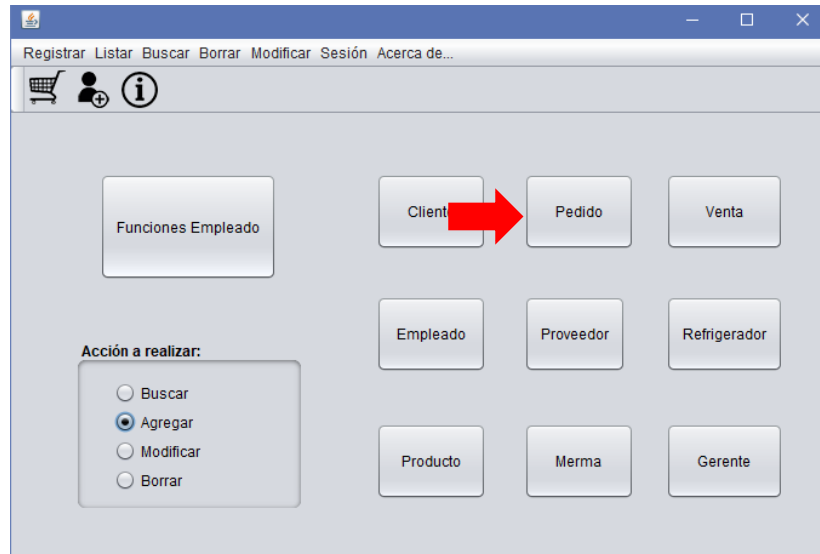 Registrar Listar Buscar Borrar Modificar Sesión Acerca de...
Funciones Empleado
Pedido
Venta
Empleado
Proveedor
Refrigerador
Acción a realizar:
Buscar
Agregar
Modificar
Borrar
Producto
Merma
Gerente